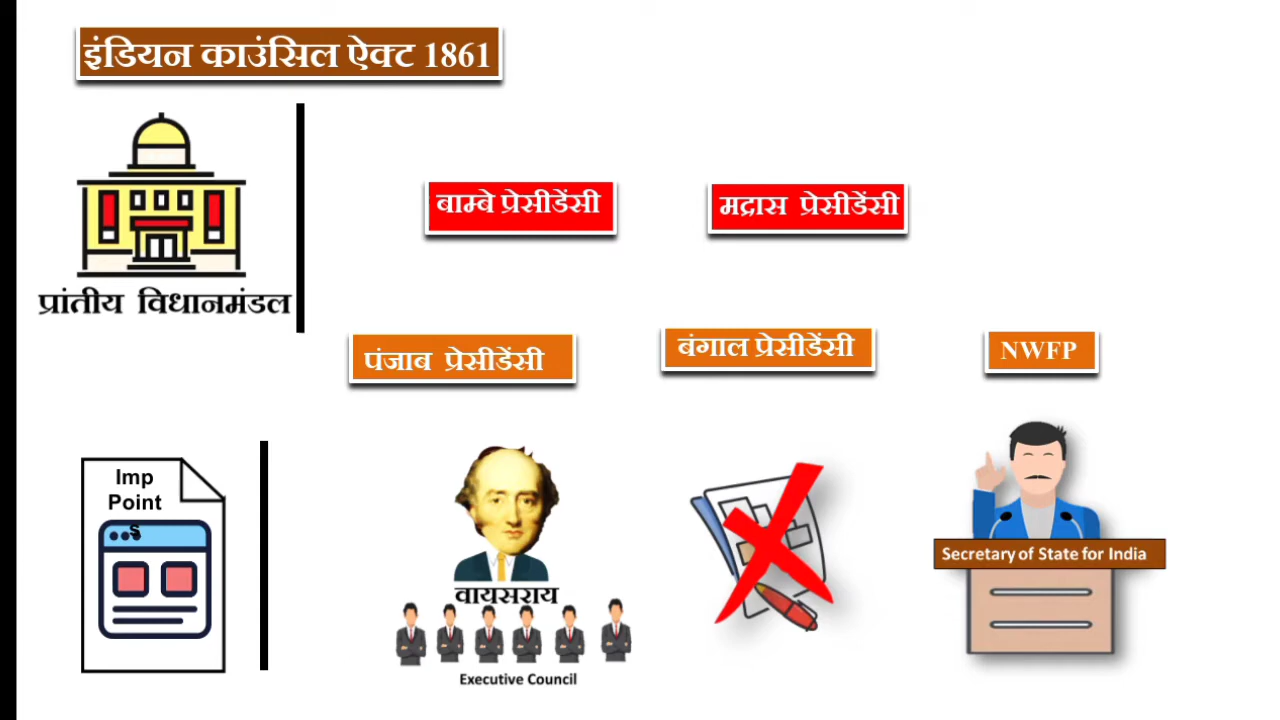 इंडियन काउंसिल ऐक्ट 1861
बाम्बे प्रेसीडेंसी
मद्रास प्रेसीडेंसी
प्रांतीय विधानमंडल
पंजाब प्रेसीडेंसी
बंगाल प्रेसीडेंसी
NWFP
Imp
Point
s
वायसराय
Executive Council
Secretary of State for India